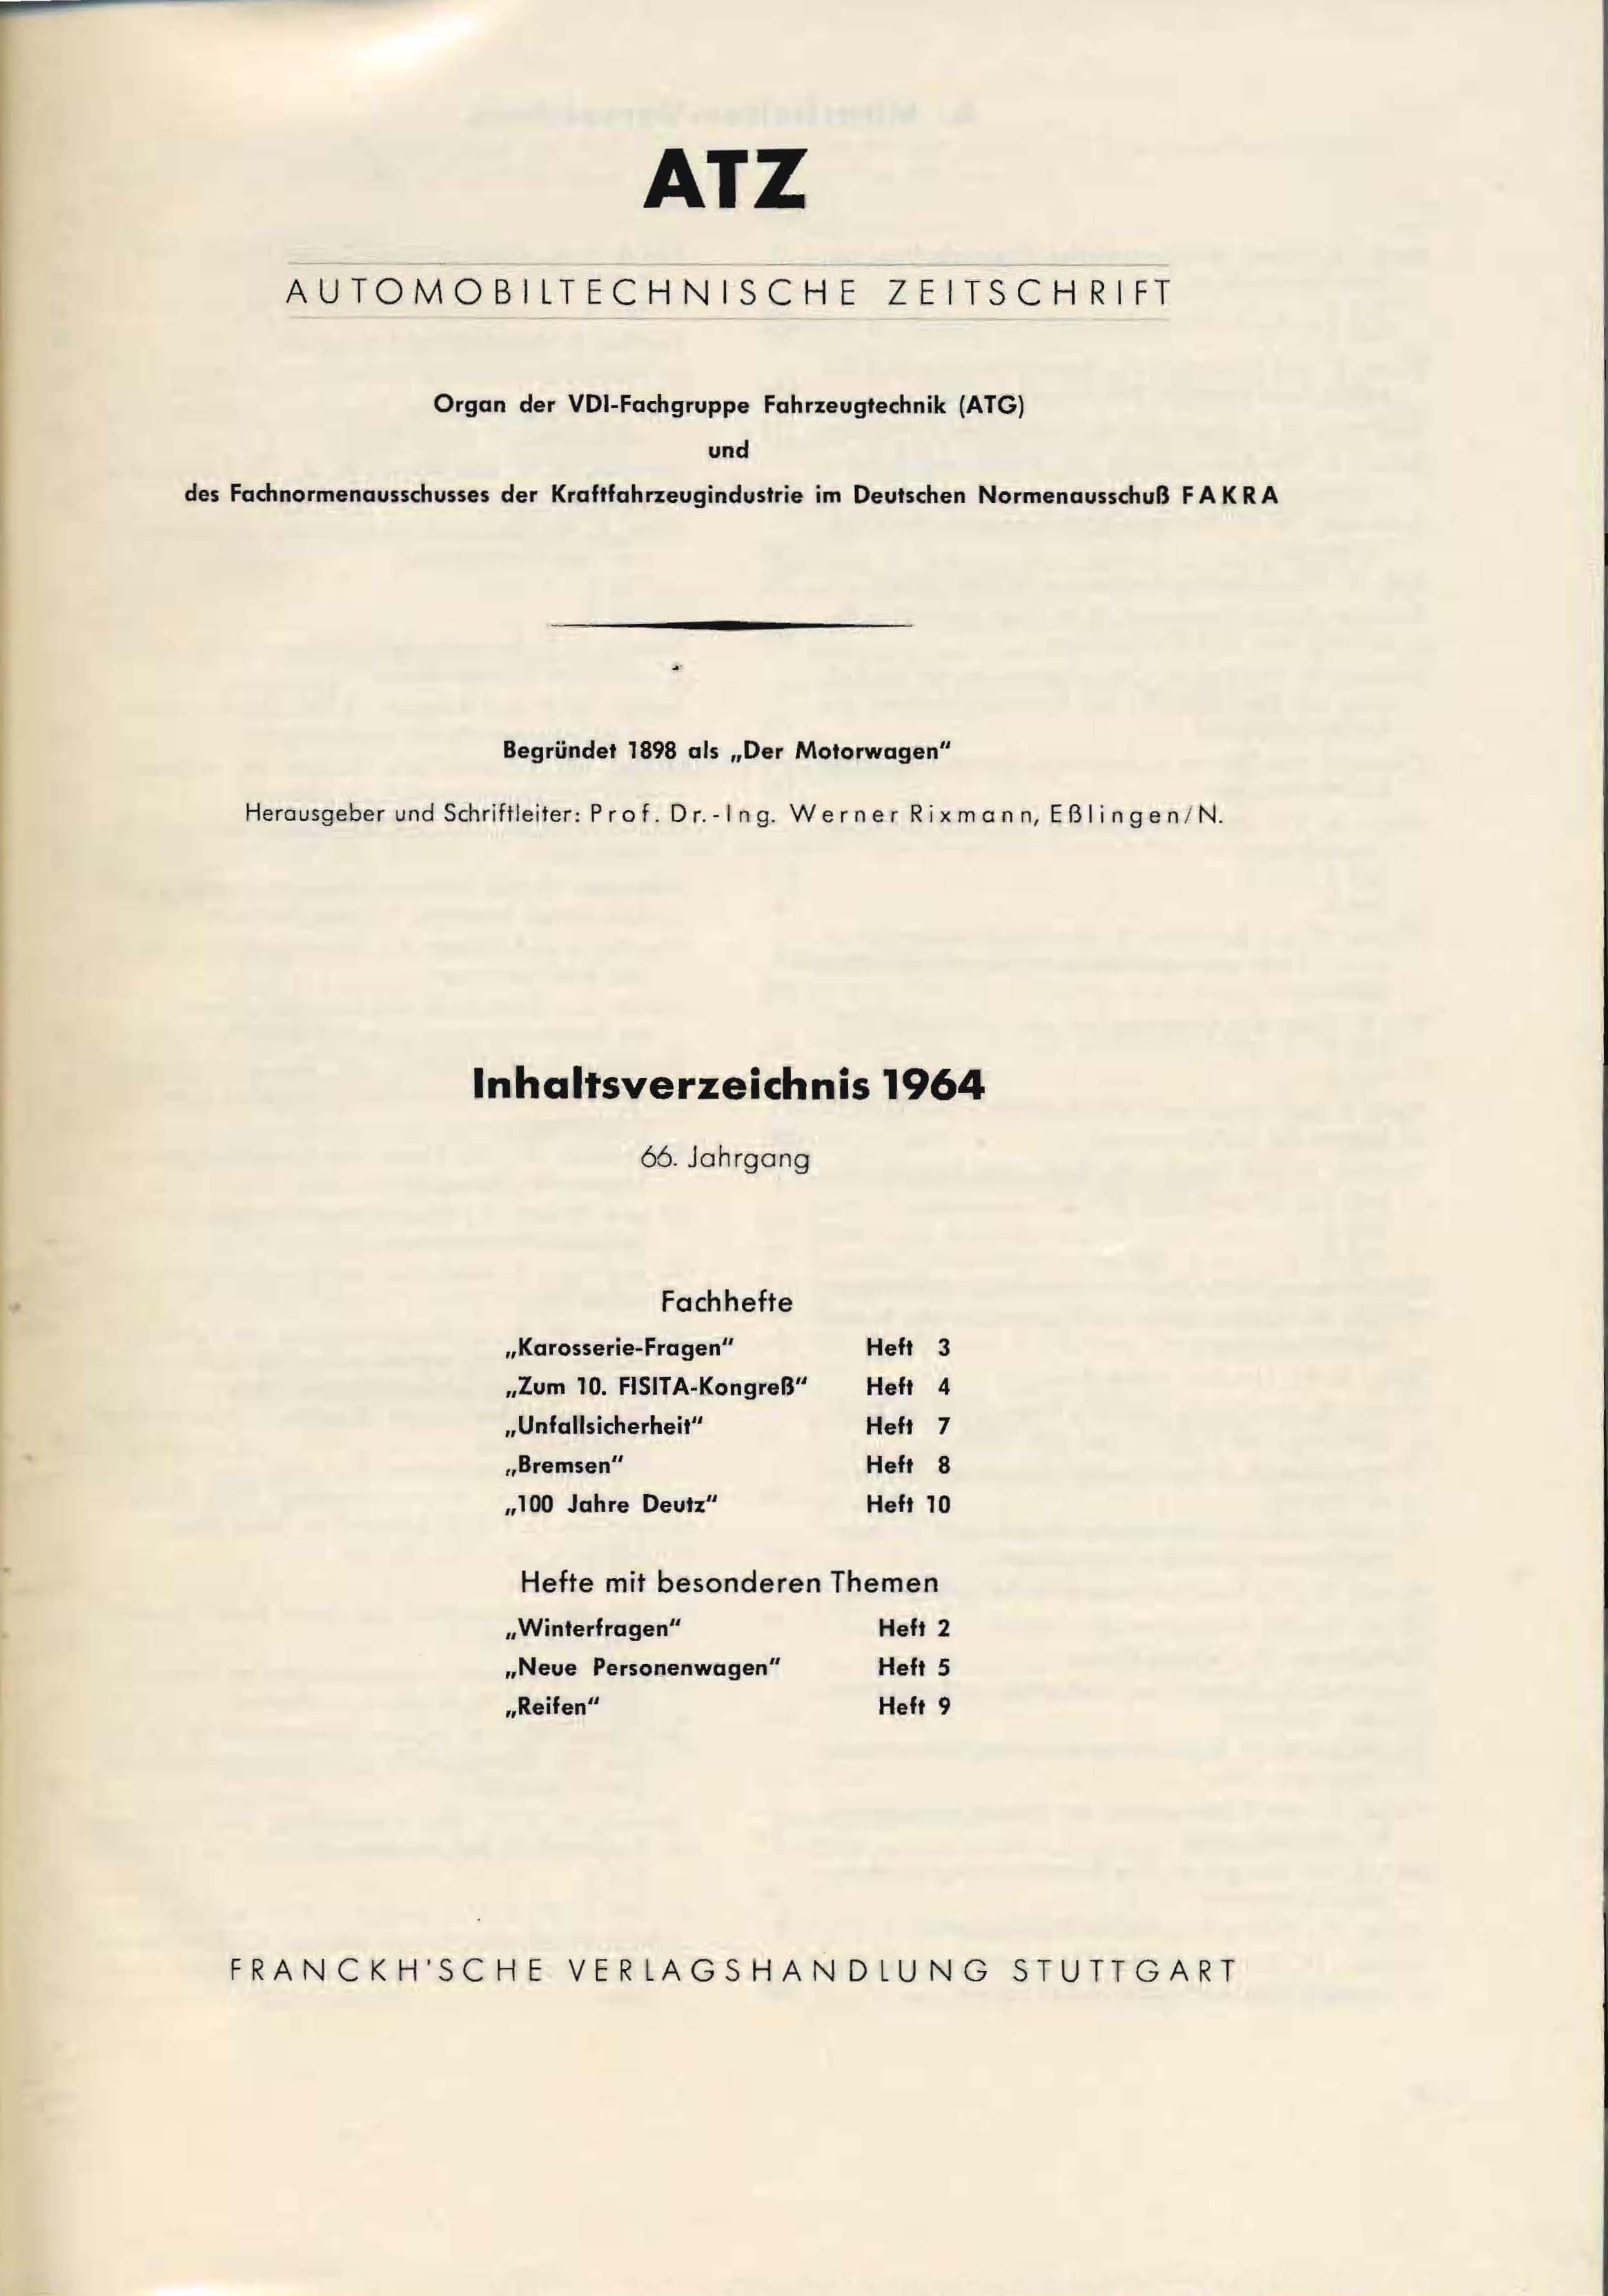 ATZ
AUTOMOBILTECHNISCHE ZEITSCHRIFT
Organ der VDI-Fachgruppe Fahrzeugtechnik (ATG)
und
des Fachnormenausschusses der Kraftfahrzeugindustrie im Deutschen Normenausschuß FAKRA
Begründet 1898 als „Der Motorwagen“
Herausgeber und Schriftleiter: Prof. Dr.-Ing. Werner Rixmann, Eßlingen/N.
Inhaltsverzeichnis 1964
66. Jahrgang
Fachhefte
„Karosserie-Fragen“ Heft 3
„Zum 10. FISITA-Kongreß“ Heft 4
„Unfallsicherheit“ Heft 7
„Bremsen“ Heft 8
„100 Jahre Deutz“ Heft 10
Hefte mit besonderen Themen
„Winterfragen“ Heft 2
„Neue Personenwagen“ Heft 5
„Reifen“ Heft 9
FRANCKH'SCHE VERLAGSHANDLUNG STUTTGART